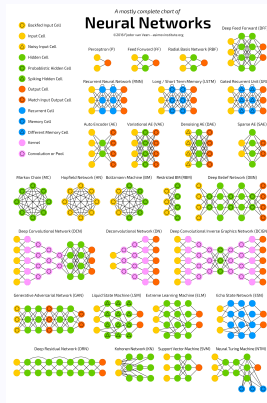 A mostly complete chart of
Neural Networks
Deep Feed Forward (DFF)
Backfed Input Cell
Input Cell
Noisy Input Cell
Hidden Cell
Probablistic Hidden Cell
Spiking Hidden Cell
Output Cell
Match Input Output Cell
Recurrent Cell
Memory Cell
Different Memory Cell
Kernel
Convolution or Pool
Perceptron (P)
Feed Forward (FF)
Radial Basis Network (RBF)
Recurrent Neural Network (RNN)
Long / Short Term Memory (LSTM)
Gated Recurrent Unit (GRU)
Auto Encoder (AE)
Variational AE (VAE)
Denoising AE (DAE)
Sparse AE (SAE)
Markov Chain (MC)
Hopfield Network (HN)
Boltzmann Machine (BM)
Restricted BM (RBM)
Deep Belief Network (DBN)
Deep Convolutional Network (DCN)
Deconvolutional Network (DN)
Deep Convolutional Inverse Graphics Network (DCIGN)
Generative Adversarial Network (GAN)
Liquid State Machine (LSM)
Extreme Learning Machine (ELM)
Echo State Network (ESN)
Deep Residual Network (DRN)
Kohonen Network (KN)
Support Vector Machine (SVM)
Neural Turing Machine (NTM)